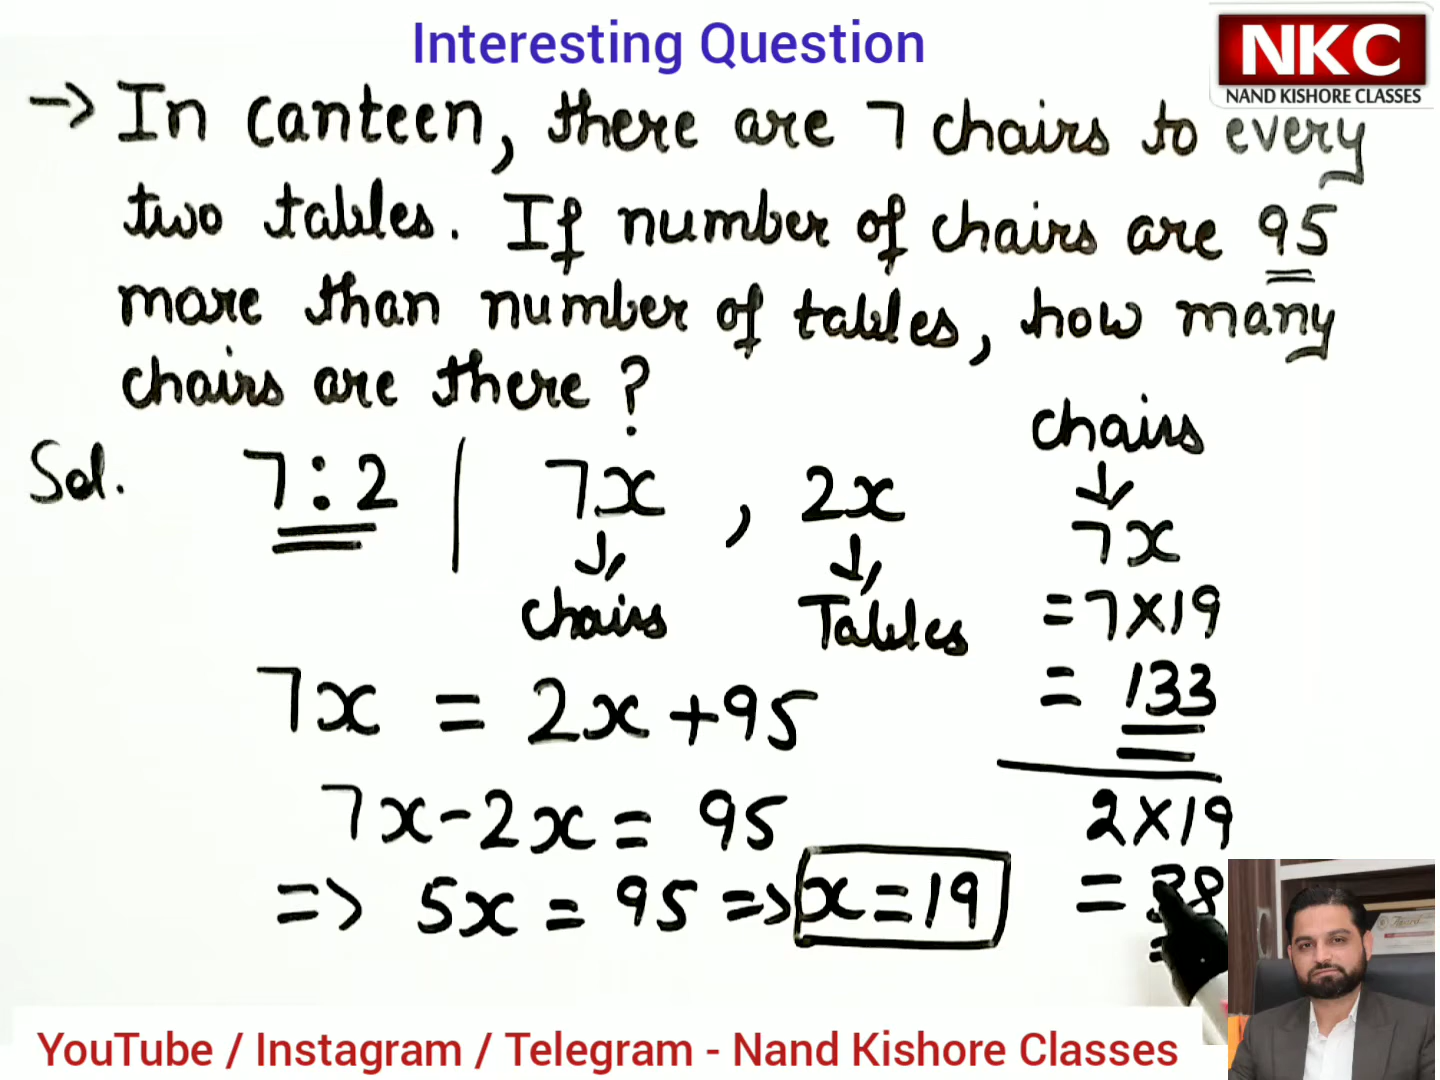 Interesting Question
NKC
NAND KISHORE CLASSES
-> In canteen, there are 7 chairs to every
two tables. If number of chairs are 95
more than number of tables, how many
chairs are there?
Sol. 7:2 | 7x , 2x
chairs
Tables
7x = 2x+95
7x-2x = 95
=> 5x = 95 => x=19
chairs
7x
=7×19
= 133
2×19
= 38
YouTube / Instagram / Telegram - Nand Kishore Classes